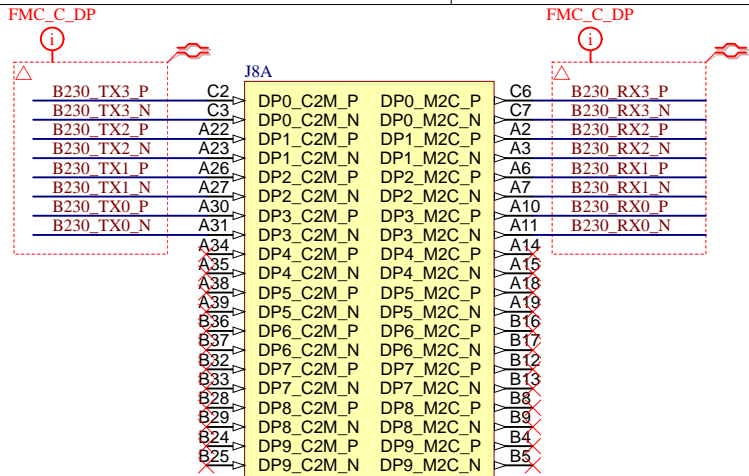 FMC_C_DP FMC_C_DP
J8A
B230_TX3_P C2 DP0_C2M_P DP0_M2C_P C6 B230_RX3_P
B230_TX3_N C3 DP0_C2M_N DP0_M2C_N C7 B230_RX3_N
B230_TX2_P A22 DP1_C2M_P DP1_M2C_P A2 B230_RX2_P
B230_TX2_N A23 DP1_C2M_N DP1_M2C_N A3 B230_RX2_N
B230_TX1_P A26 DP2_C2M_P DP2_M2C_P A6 B230_RX1_P
B230_TX1_N A27 DP2_C2M_N DP2_M2C_N A7 B230_RX1_N
B230_TX0_P A30 DP3_C2M_P DP3_M2C_P A10 B230_RX0_P
B230_TX0_N A31 DP3_C2M_N DP3_M2C_N A11 B230_RX0_N
A34 DP4_C2M_P DP4_M2C_P A14
A35 DP4_C2M_N DP4_M2C_N A15
A38 DP5_C2M_P DP5_M2C_P A18
A39 DP5_C2M_N DP5_M2C_N A19
B36 DP6_C2M_P DP6_M2C_P B16
B37 DP6_C2M_N DP6_M2C_N B17
B32 DP7_C2M_P DP7_M2C_P B12
B33 DP7_C2M_N DP7_M2C_N B13
B28 DP8_C2M_P DP8_M2C_P B8
B29 DP8_C2M_N DP8_M2C_N B9
B24 DP9_C2M_P DP9_M2C_P B4
B25 DP9_C2M_N DP9_M2C_N B5